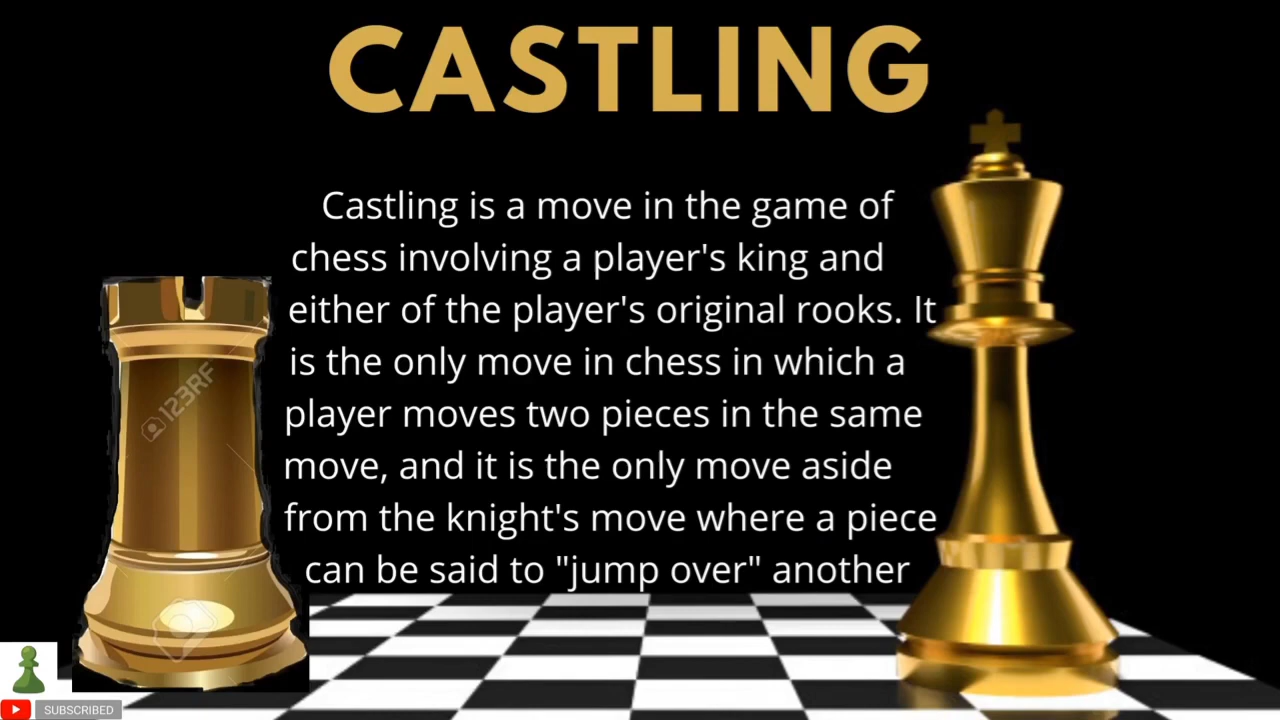 CASTLING
Castling is a move in the game of
chess involving a player's king and
either of the player's original rooks. It
is the only move in chess in which a
player moves two pieces in the same
move, and it is the only move aside
from the knight's move where a piece
can be said to "jump over" another
123RF
SUBSCRIBED